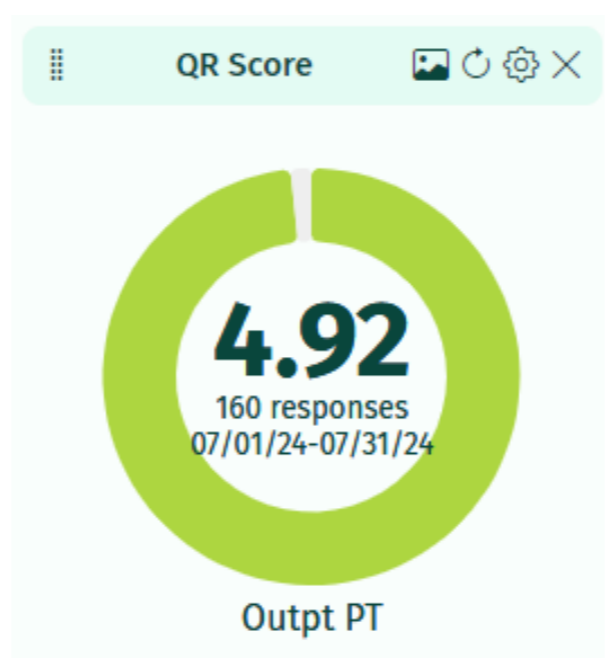 QR Score
4.92
160 responses
07/01/24-07/31/24
Outpt PT